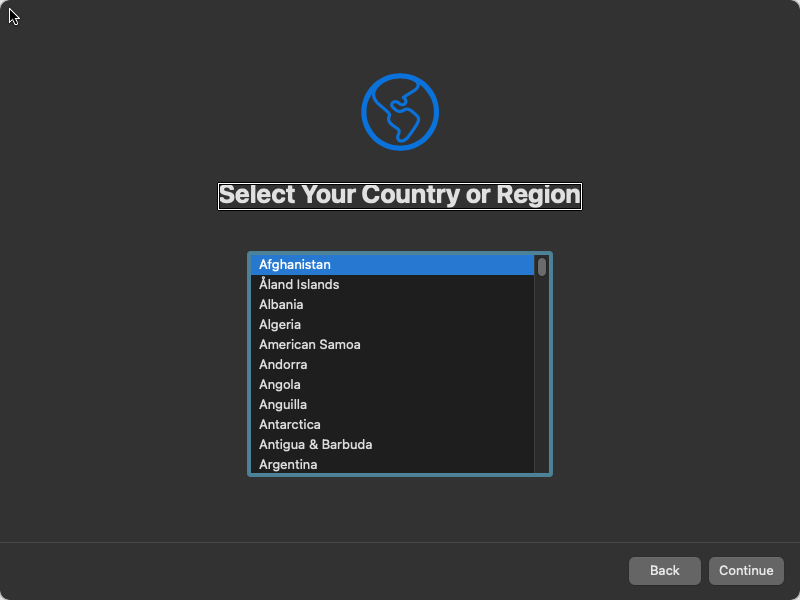 Select Your Country or Region
Afghanistan
Åland Islands
Albania
Algeria
American Samoa
Andorra
Angola
Anguilla
Antarctica
Antigua & Barbuda
Argentina
Back
Continue